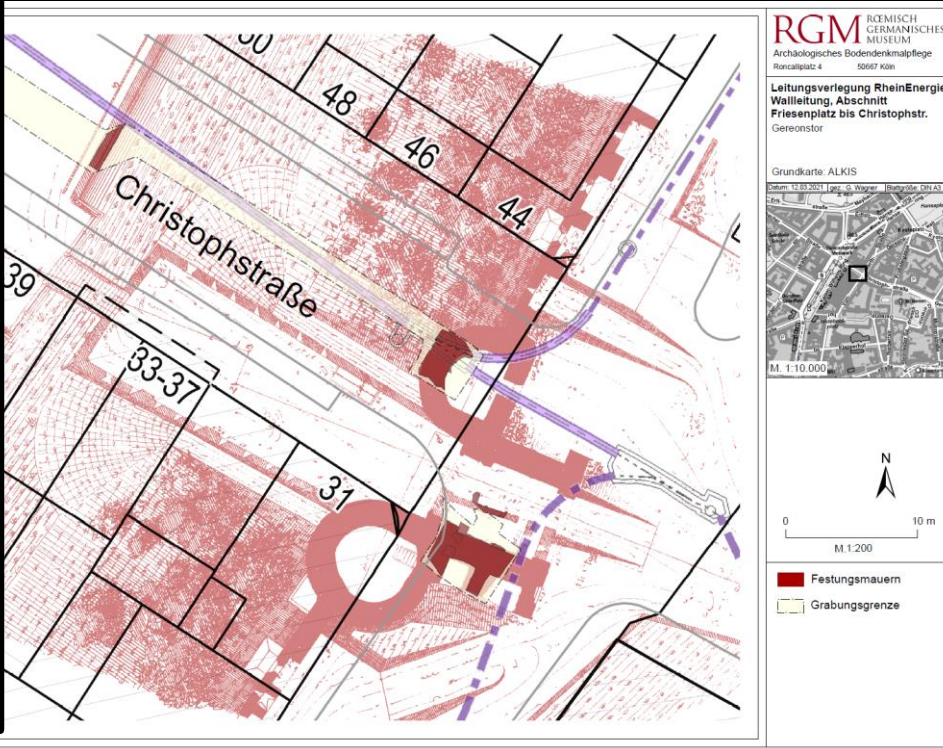 50
48
46
44
Christophstraße
39
33-37
31
RGM
RŒMISCH
GERMANISCHES
MUSEUM
Archäologisches Bodendenkmalpflege
Roncalliplatz 4 50667 Köln
Leitungsverlegung RheinEnergie
Wallleitung, Abschnitt
Friesenplatz bis Christophstr.
Gereonstor
Grundkarte: ALKIS
Datum: 12.03.2021 gez.: G. Wagner Blattgröße: DIN A3
M. 1:10.000
N
0 10 m
M.1:200
Festungsmauern
Grabungsgrenze